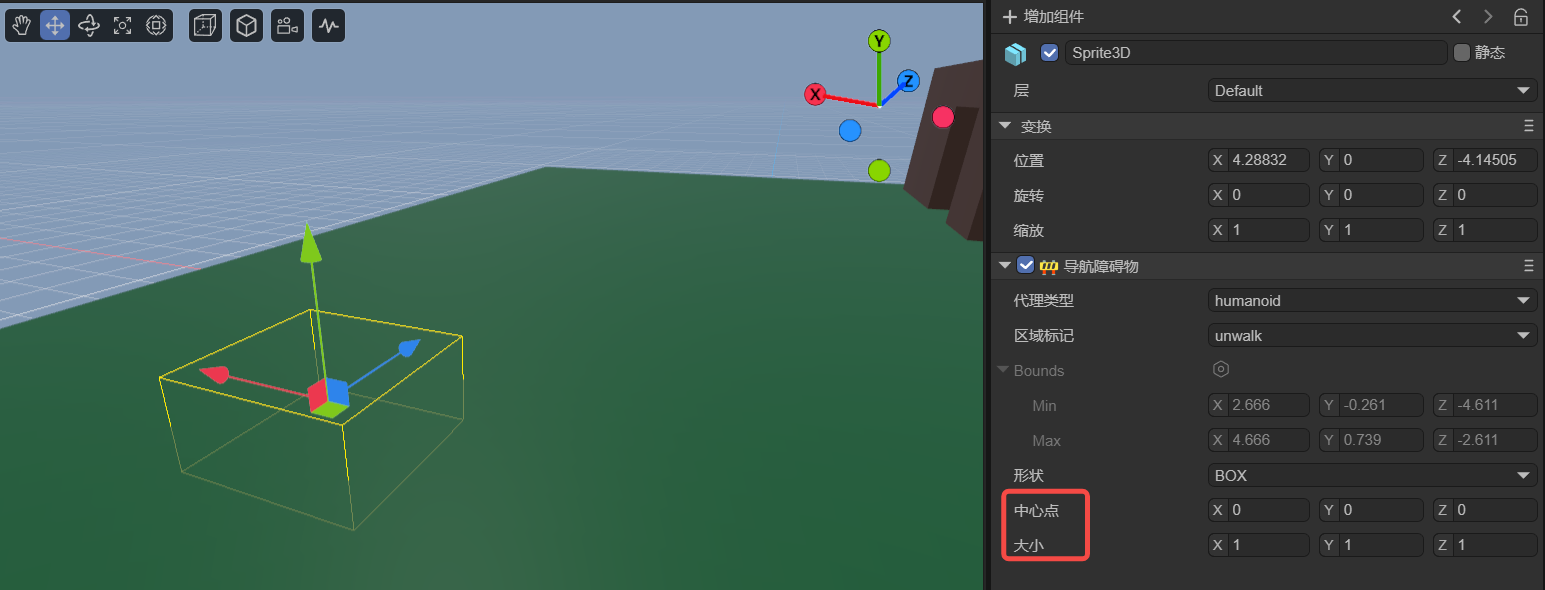 Y
Z
X
增加组件
Sprite3D
静态
层
Default
变换
位置
X 4.28832 Y 0 Z -4.14505
旋转
X 0 Y 0 Z 0
缩放
X 1 Y 1 Z 1
导航障碍物
代理类型
humanoid
区域标记
unwalk
Bounds
Min
X 2.666 Y -0.261 Z -4.611
Max
X 4.666 Y 0.739 Z -2.611
形状
BOX
中心点
X 0 Y 0 Z 0
大小
X 1 Y 1 Z 1